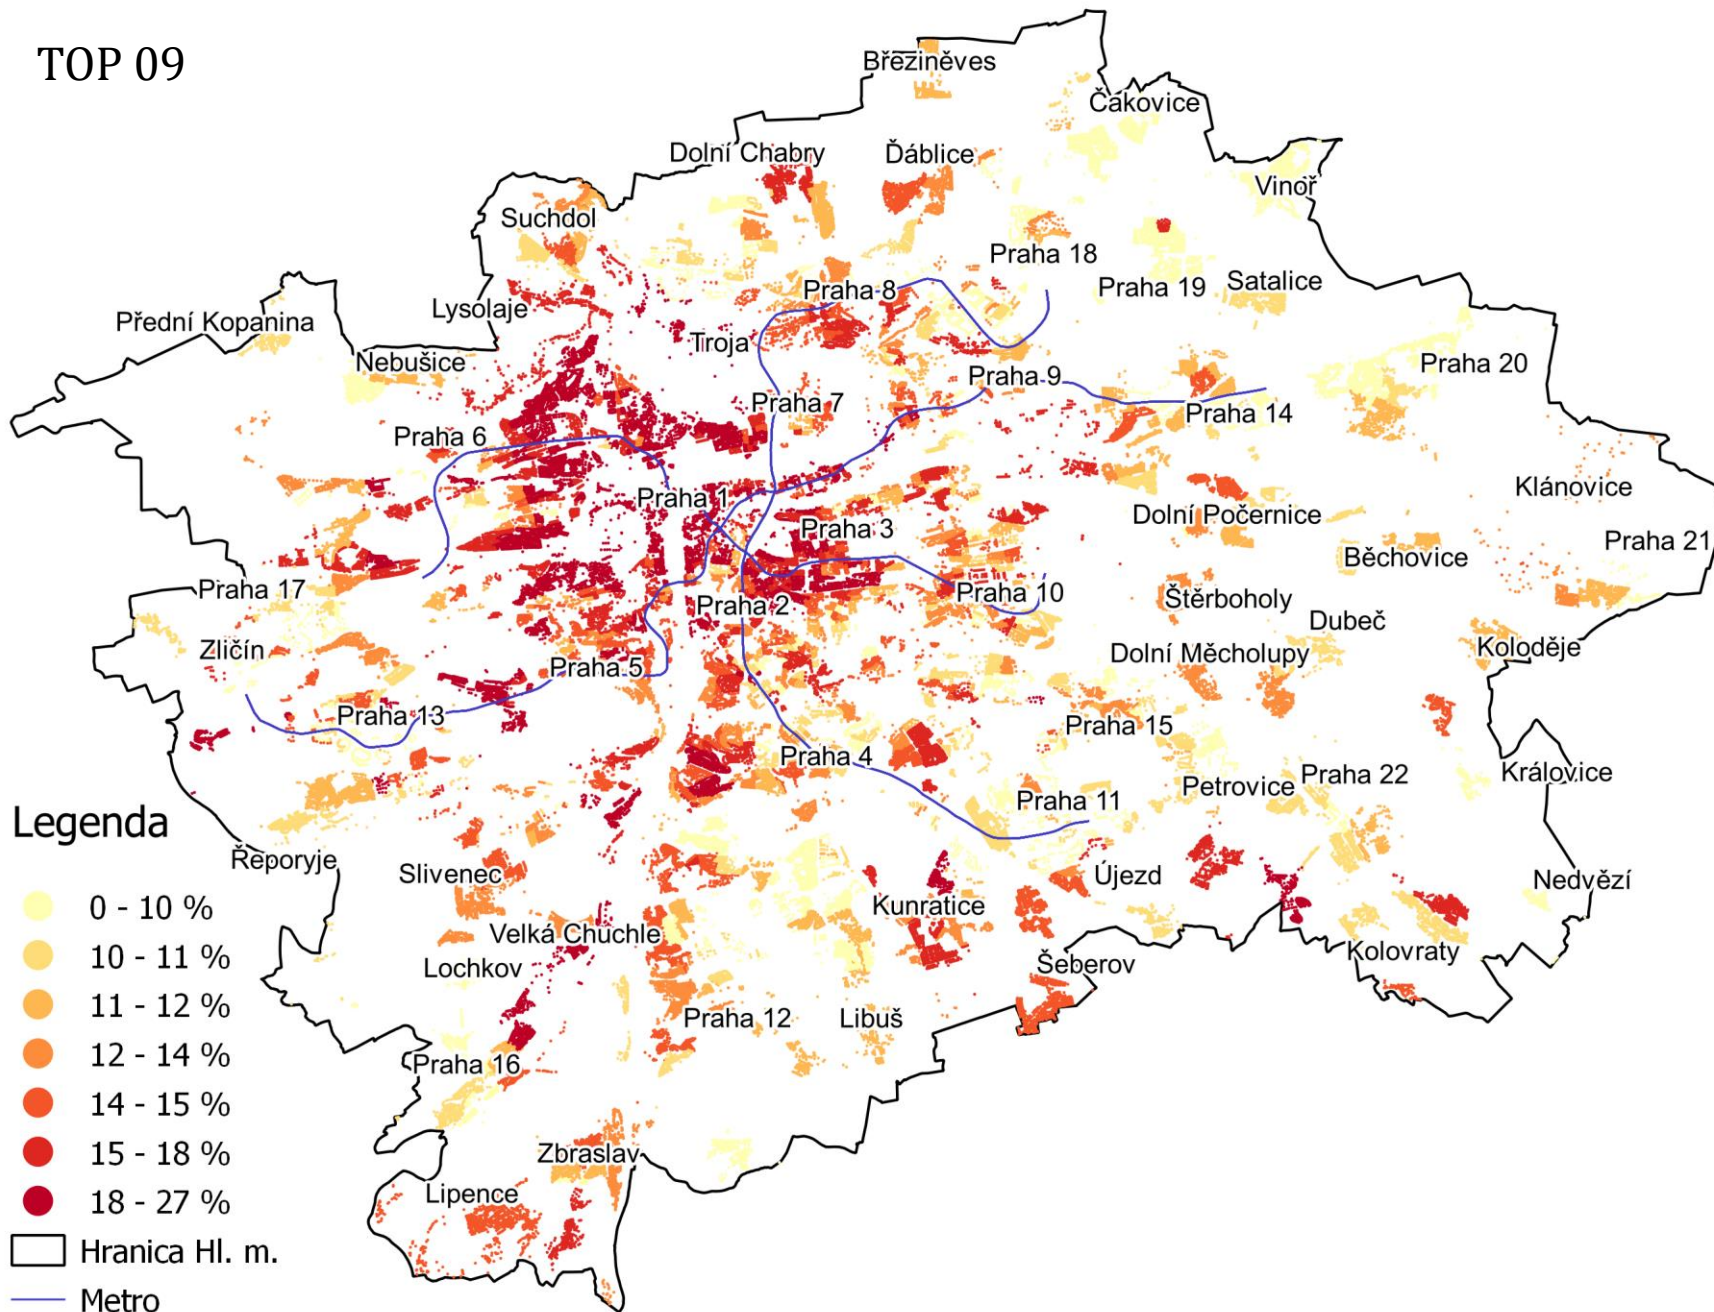 TOP 09
Březiněves
Čakovice
Dolní Chabry
Ďáblice
Vinoř
Suchdol
Praha 18
Praha 8
Praha 19
Satalice
Lysolaje
Přední Kopanina
Troja
Nebušice
Praha 9
Praha 20
Praha 7
Praha 14
Praha 6
Klánovice
Praha 1
Dolní Počernice
Praha 3
Praha 21
Běchovice
Praha 17
Praha 10
Štěrboholy
Praha 2
Dubeč
Zličín
Koloděje
Dolní Měcholupy
Praha 5
Praha 13
Praha 15
Praha 4
Královice
Praha 22
Petrovice
Praha 11
Legenda
Řeporyje
Slivenec
Újezd
Nedvězí
0 - 10 %
Kunratice
Velká Chuchle
10 - 11 %
Kolovraty
Lochkov
Šeberov
11 - 12 %
Praha 12
Libuš
12 - 14 %
Praha 16
14 - 15 %
15 - 18 %
Zbraslav
Lipence
18 - 27 %
Hranica Hl. m.
Metro